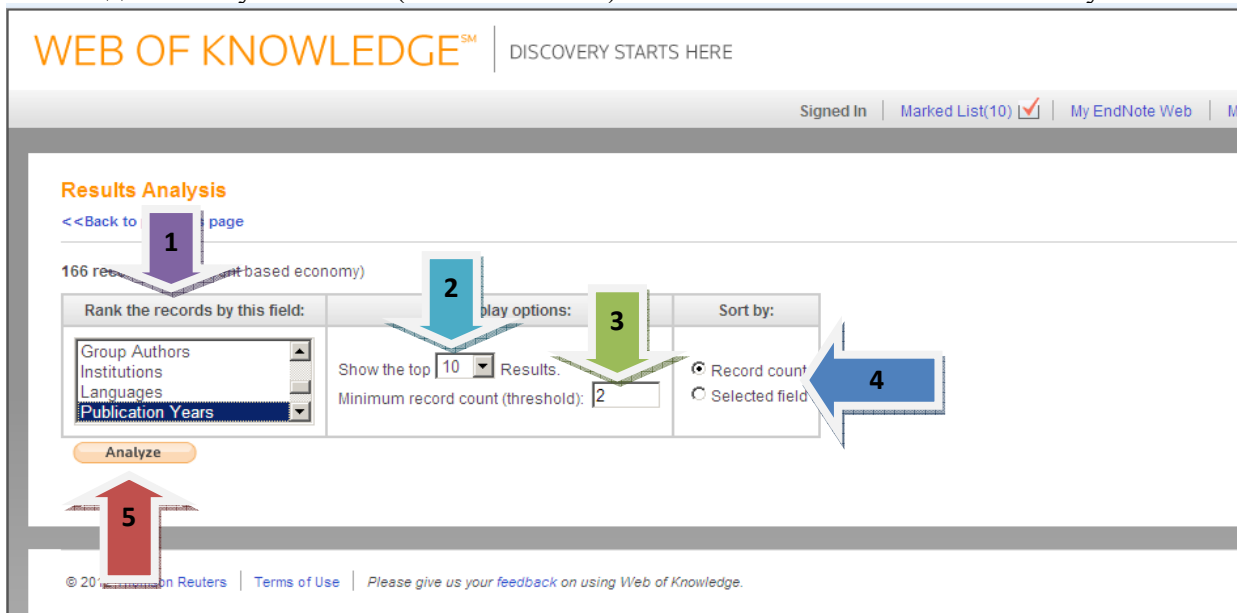 WEB OF KNOWLEDGE℠ DISCOVERY STARTS HERE
Signed In Marked List(10) My EndNote Web
Results Analysis
<<Back to page
1
166 based economy)
2
Rank the records by this field: options: Sort by:
3
Group Authors
Institutions
Languages
Publication Years
Show the top 10 Results.
Minimum record count (threshold): 2
Record count
Selected field
4
Analyze
5
© Reuters Terms of Use Please give us your feedback on using Web of Knowledge.